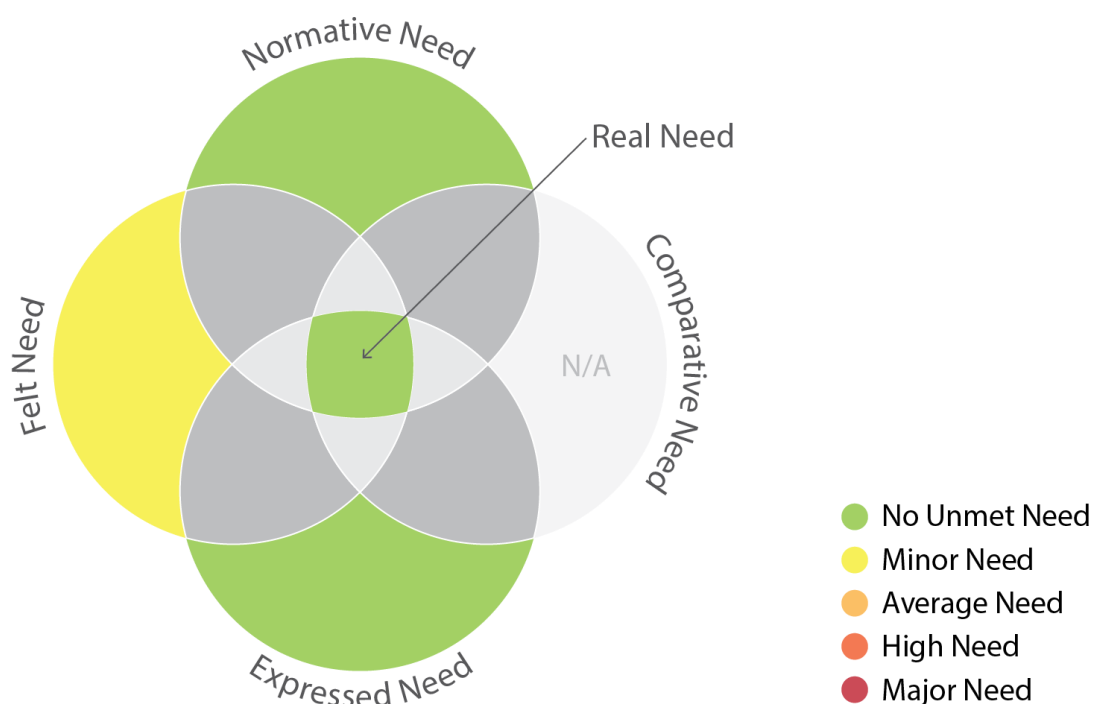 Normative Need
Real Need
Felt Need
Comparative Need
N/A
Expressed Need
No Unmet Need
Minor Need
Average Need
High Need
Major Need